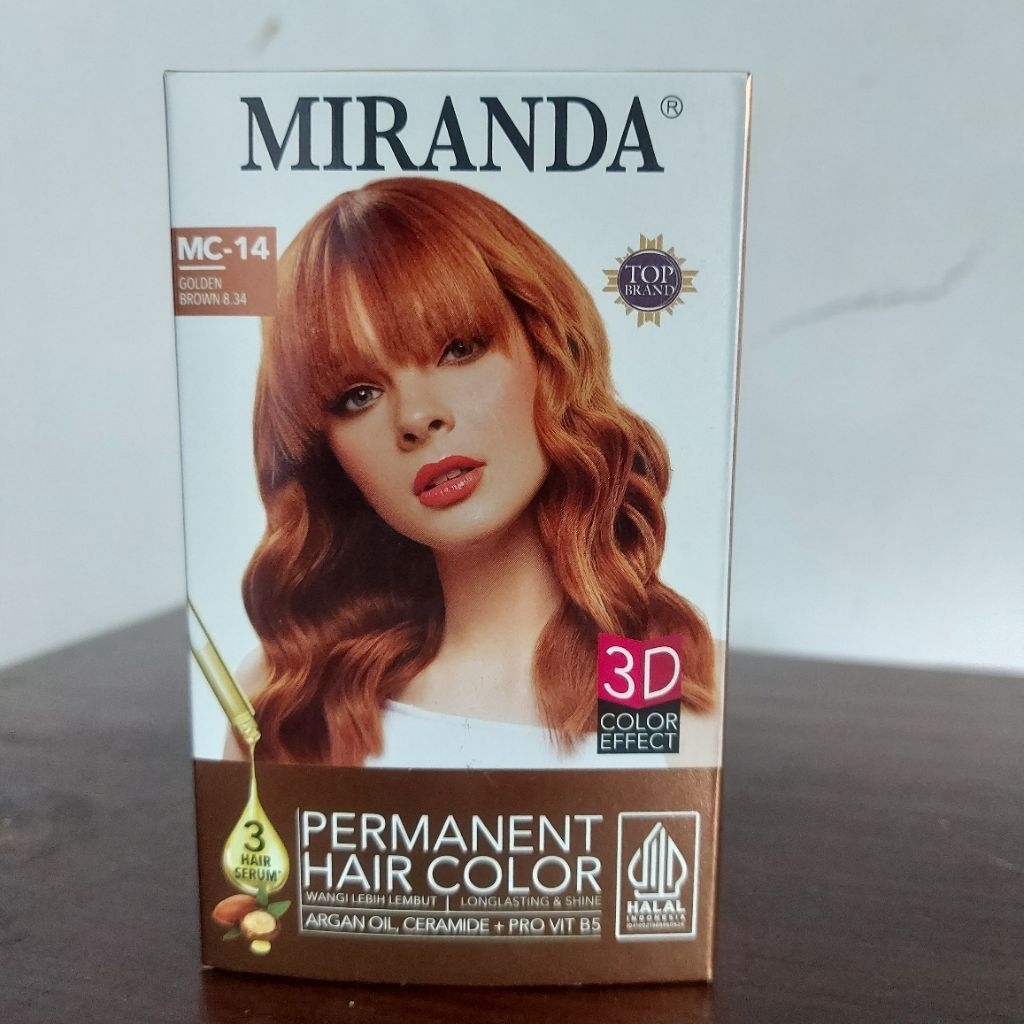 MIRANDA®
MC-14
GOLDEN
BROWN 8.34
TOP
BRAND
3D
COLOR
EFFECT
3
HAIR
SERUM
PERMANENT
HAIR COLOR
WANGI LEBIH LEMBUT | LONGLASTING & SHINE
ARGAN OIL, CERAMIDE + PRO VIT B5
HALAL
INDONESIA